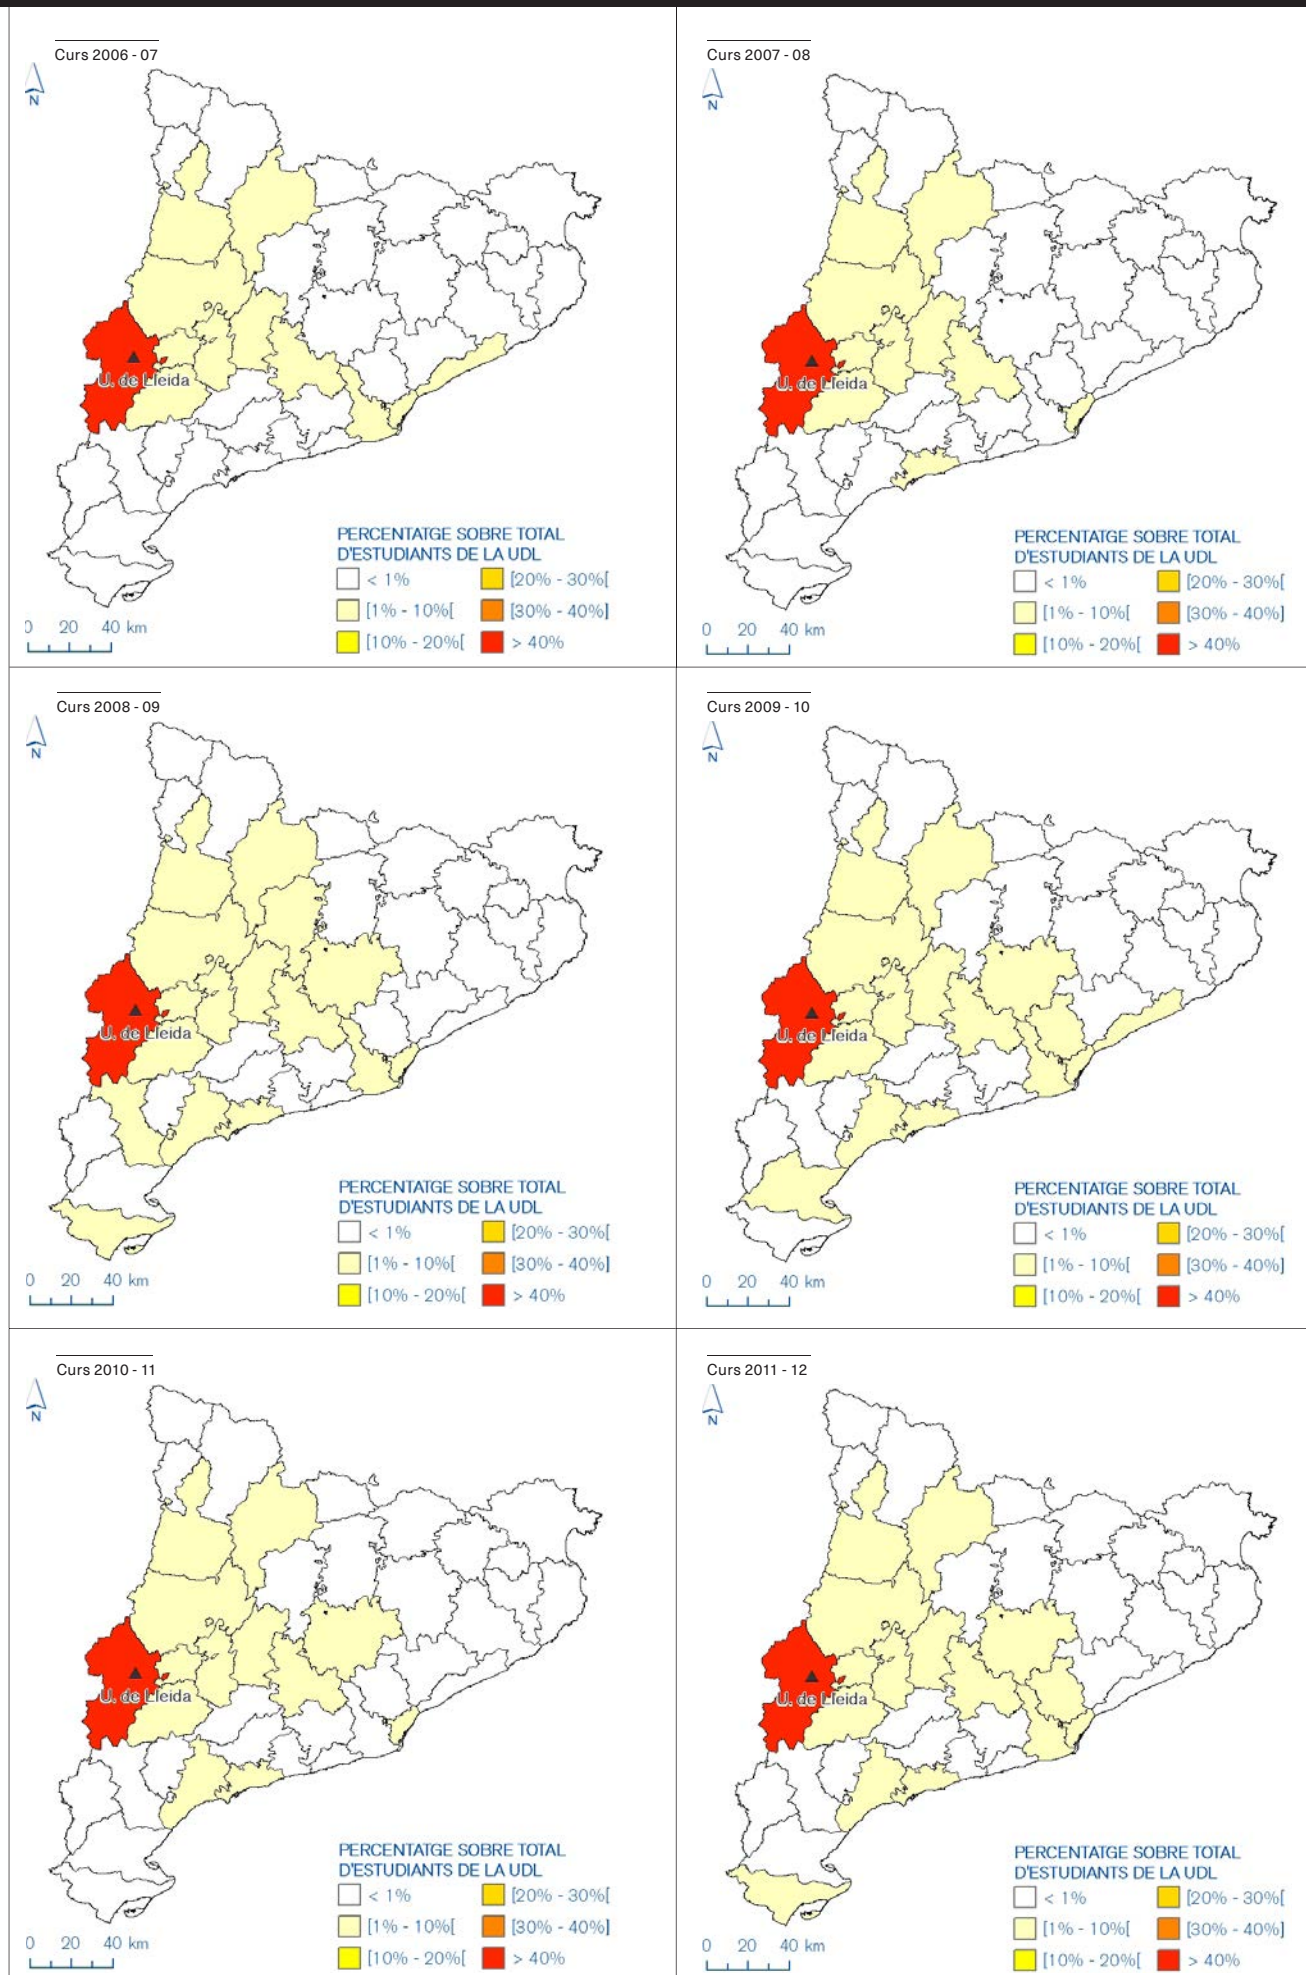 Curs 2006 - 07
N
U. de Lleida
PERCENTATGE SOBRE TOTAL
D'ESTUDIANTS DE LA UDL
< 1% [20% - 30%[
[1% - 10%[ [30% - 40%]
[10% - 20%[ > 40%
0 20 40 km
Curs 2007 - 08
N
U. de Lleida
PERCENTATGE SOBRE TOTAL
D'ESTUDIANTS DE LA UDL
< 1% [20% - 30%[
[1% - 10%[ [30% - 40%]
[10% - 20%[ > 40%
0 20 40 km
Curs 2008 - 09
N
U. de Lleida
PERCENTATGE SOBRE TOTAL
D'ESTUDIANTS DE LA UDL
< 1% [20% - 30%[
[1% - 10%[ [30% - 40%]
[10% - 20%[ > 40%
0 20 40 km
Curs 2009 - 10
N
U. de Lleida
PERCENTATGE SOBRE TOTAL
D'ESTUDIANTS DE LA UDL
< 1% [20% - 30%[
[1% - 10%[ [30% - 40%]
[10% - 20%[ > 40%
0 20 40 km
Curs 2010 - 11
N
U. de Lleida
PERCENTATGE SOBRE TOTAL
D'ESTUDIANTS DE LA UDL
< 1% [20% - 30%[
[1% - 10%[ [30% - 40%]
[10% - 20%[ > 40%
0 20 40 km
Curs 2011 - 12
N
U. de Lleida
PERCENTATGE SOBRE TOTAL
D'ESTUDIANTS DE LA UDL
< 1% [20% - 30%[
[1% - 10%[ [30% - 40%]
[10% - 20%[ > 40%
0 20 40 km